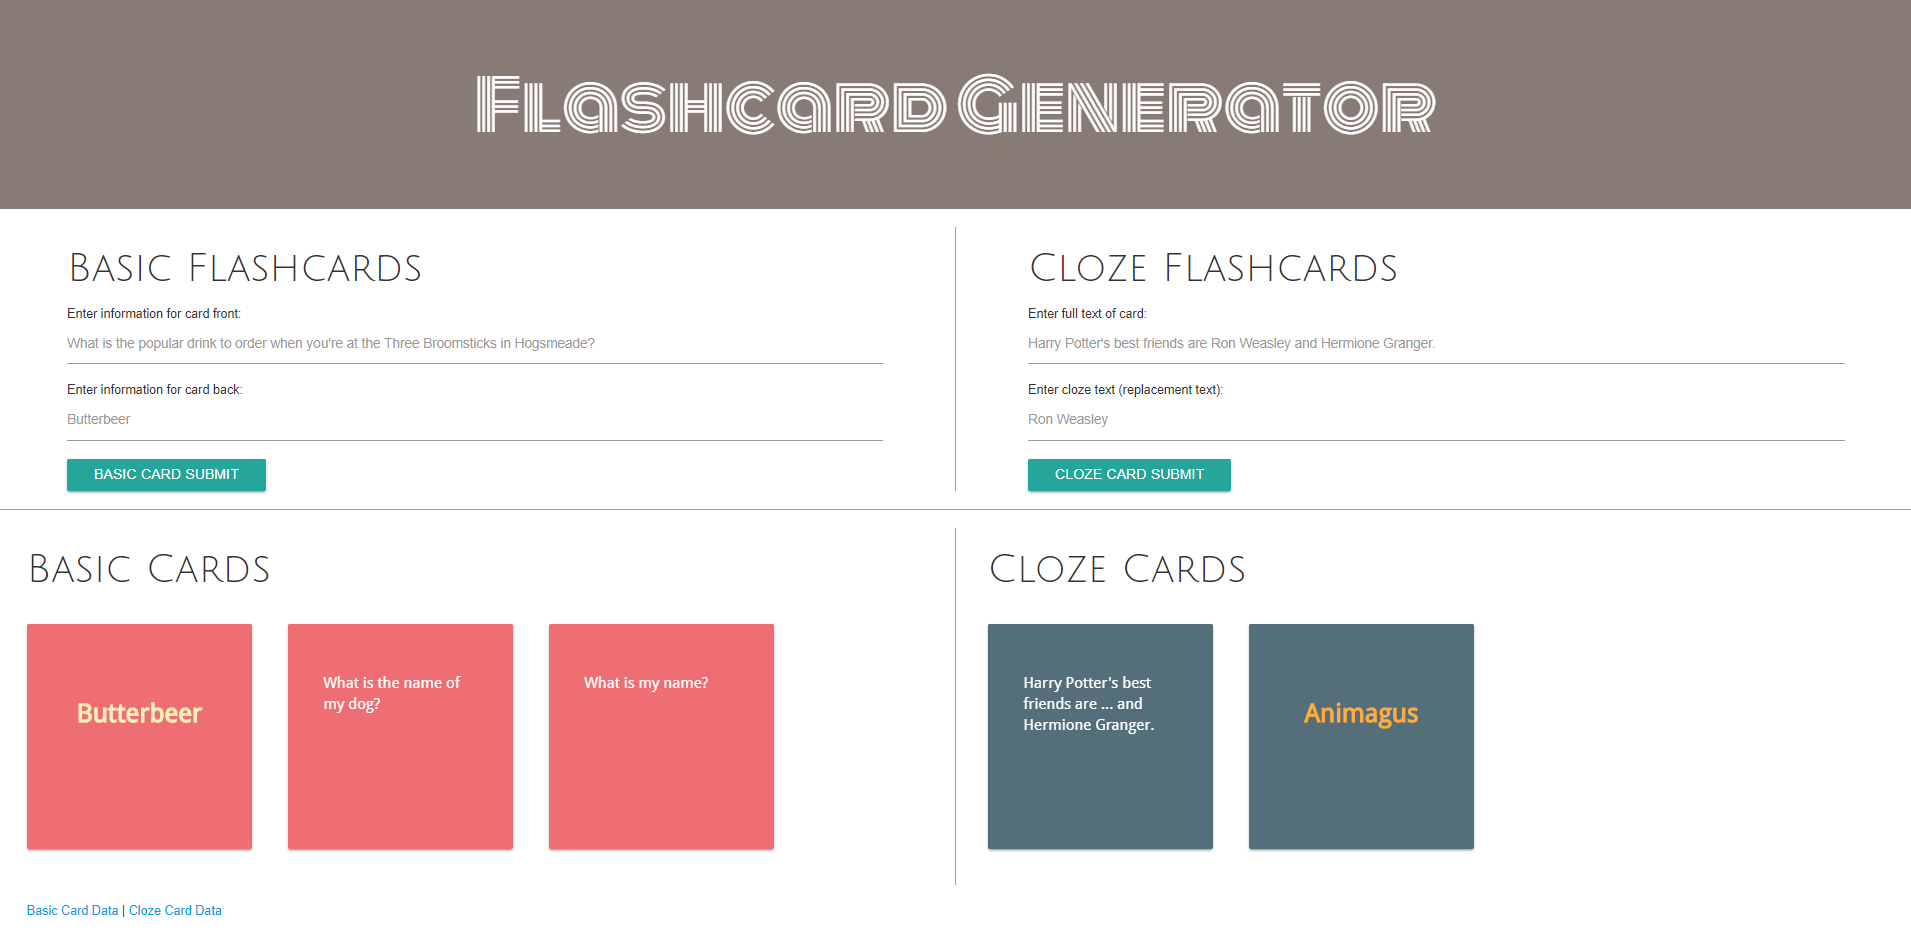 Flashcard Generator
Basic Flashcards
Enter information for card front:
What is the popular drink to order when you're at the Three Broomsticks in Hogsmeade?
Enter information for card back:
Butterbeer
BASIC CARD SUBMIT
Cloze Flashcards
Enter full text of card:
Harry Potter's best friends are Ron Weasley and Hermione Granger.
Enter cloze text (replacement text):
Ron Weasley
CLOZE CARD SUBMIT
Basic Cards
Butterbeer
What is the name of
my dog?
What is my name?
Cloze Cards
Harry Potter's best
friends are ... and
Hermione Granger.
Animagus
Basic Card Data | Cloze Card Data